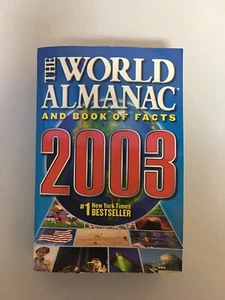 THE WORLD
ALMANAC®
AND BOOK OF FACTS
2003
#1 New York Times
BESTSELLER